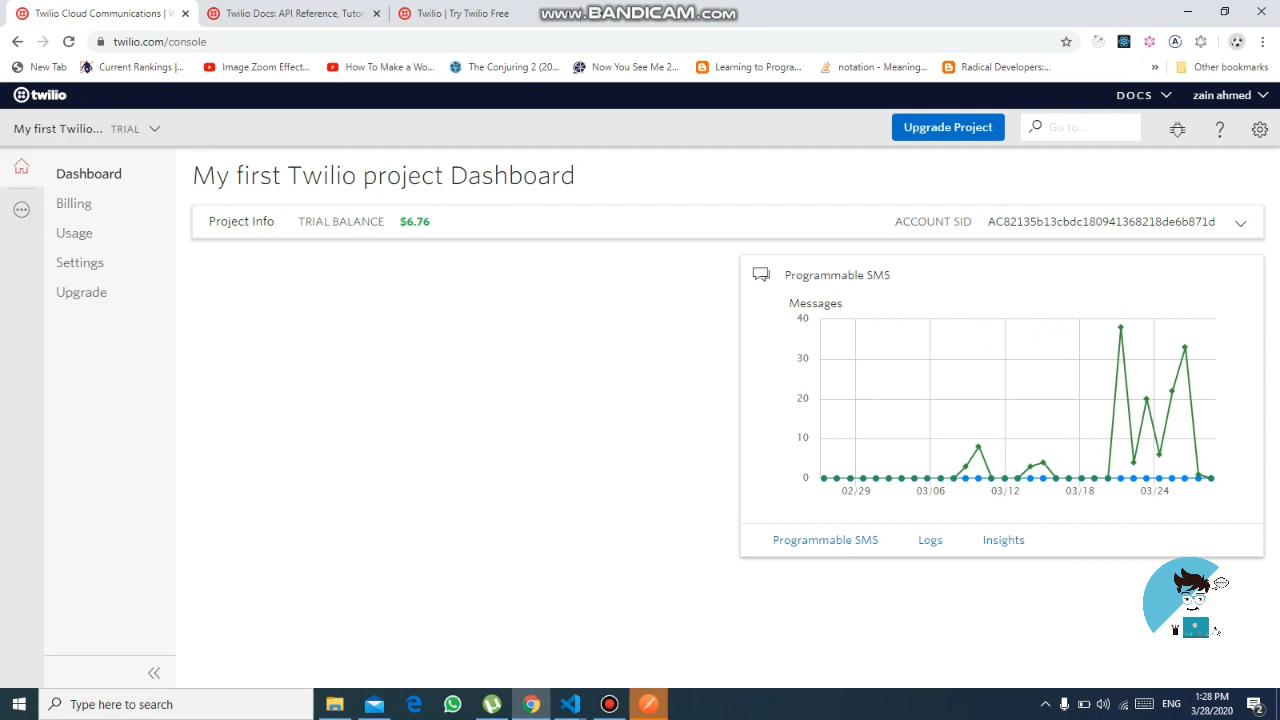 Twilio Cloud Communications | W
Twilio Docs: API Reference, Tutor
Twilio | Try Twilio Free
www.BANDICAM.com
twilio.com/console
New Tab
Current Rankings |...
Image Zoom Effect...
How To Make a Wo...
The Conjuring 2 (20...
Now You See Me 2...
Learning to Progra...
notation - Meaning...
Radical Developers:...
»
Other bookmarks
twilio
DOCS
zain ahmed
My first Twilio... TRIAL
Upgrade Project
Go to...
Dashboard
Billing
Usage
Settings
Upgrade
My first Twilio project Dashboard
Project Info
TRIAL BALANCE $6.76
ACCOUNT SID AC82135b13cbdc180941368218de6b871d
Programmable SMS
Messages
40
30
20
10
0
02/29 03/06 03/12 03/18 03/24
Programmable SMS Logs Insights
Type here to search
ENG
1:28 PM
3/28/2020
2